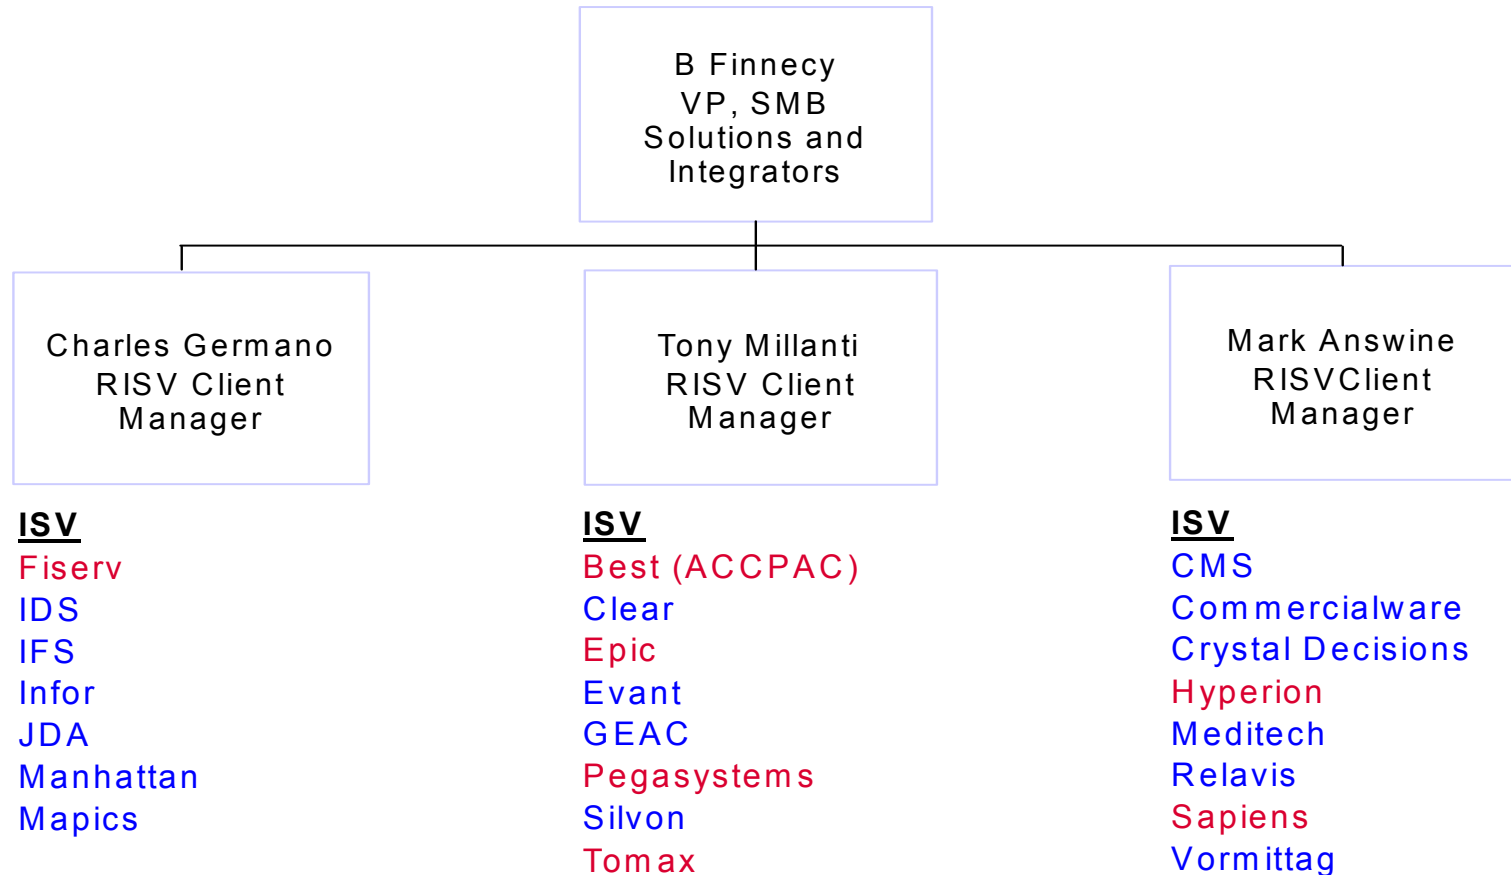 B Finnecy
VP, SMB
Solutions and
Integrators
Charles Germano
RISV Client
Manager
Tony Millanti
RISV Client
Manager
Mark Answine
RISVClient
Manager
ISV
Fiserv
IDS
IFS
Infor
JDA
Manhattan
Mapics
ISV
Best (ACCPAC)
Clear
Epic
Evant
GEAC
Pegasystems
Silvon
Tomax
ISV
CMS
Commercialware
Crystal Decisions
Hyperion
Meditech
Relavis
Sapiens
Vormittag